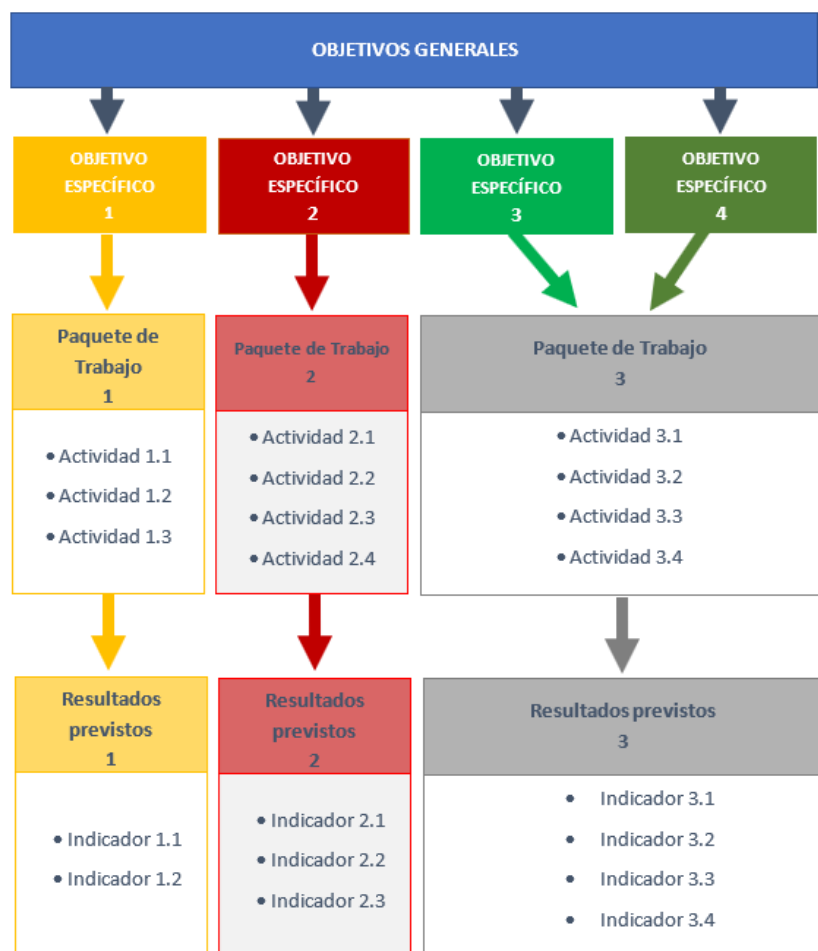 OBJETIVOS GENERALES
OBJETIVO
ESPECÍFICO
1
OBJETIVO
ESPECÍFICO
2
OBJETIVO
ESPECÍFICO
3
OBJETIVO
ESPECÍFICO
4
Paquete de
Trabajo
1
• Actividad 1.1
• Actividad 1.2
• Actividad 1.3
Paquete de Trabajo
2
• Actividad 2.1
• Actividad 2.2
• Actividad 2.3
• Actividad 2.4
Paquete de Trabajo
3
• Actividad 3.1
• Actividad 3.2
• Actividad 3.3
• Actividad 3.4
Resultados
previstos
1
• Indicador 1.1
• Indicador 1.2
Resultados
previstos
2
• Indicador 2.1
• Indicador 2.2
• Indicador 2.3
Resultados previstos
3
• Indicador 3.1
• Indicador 3.2
• Indicador 3.3
• Indicador 3.4